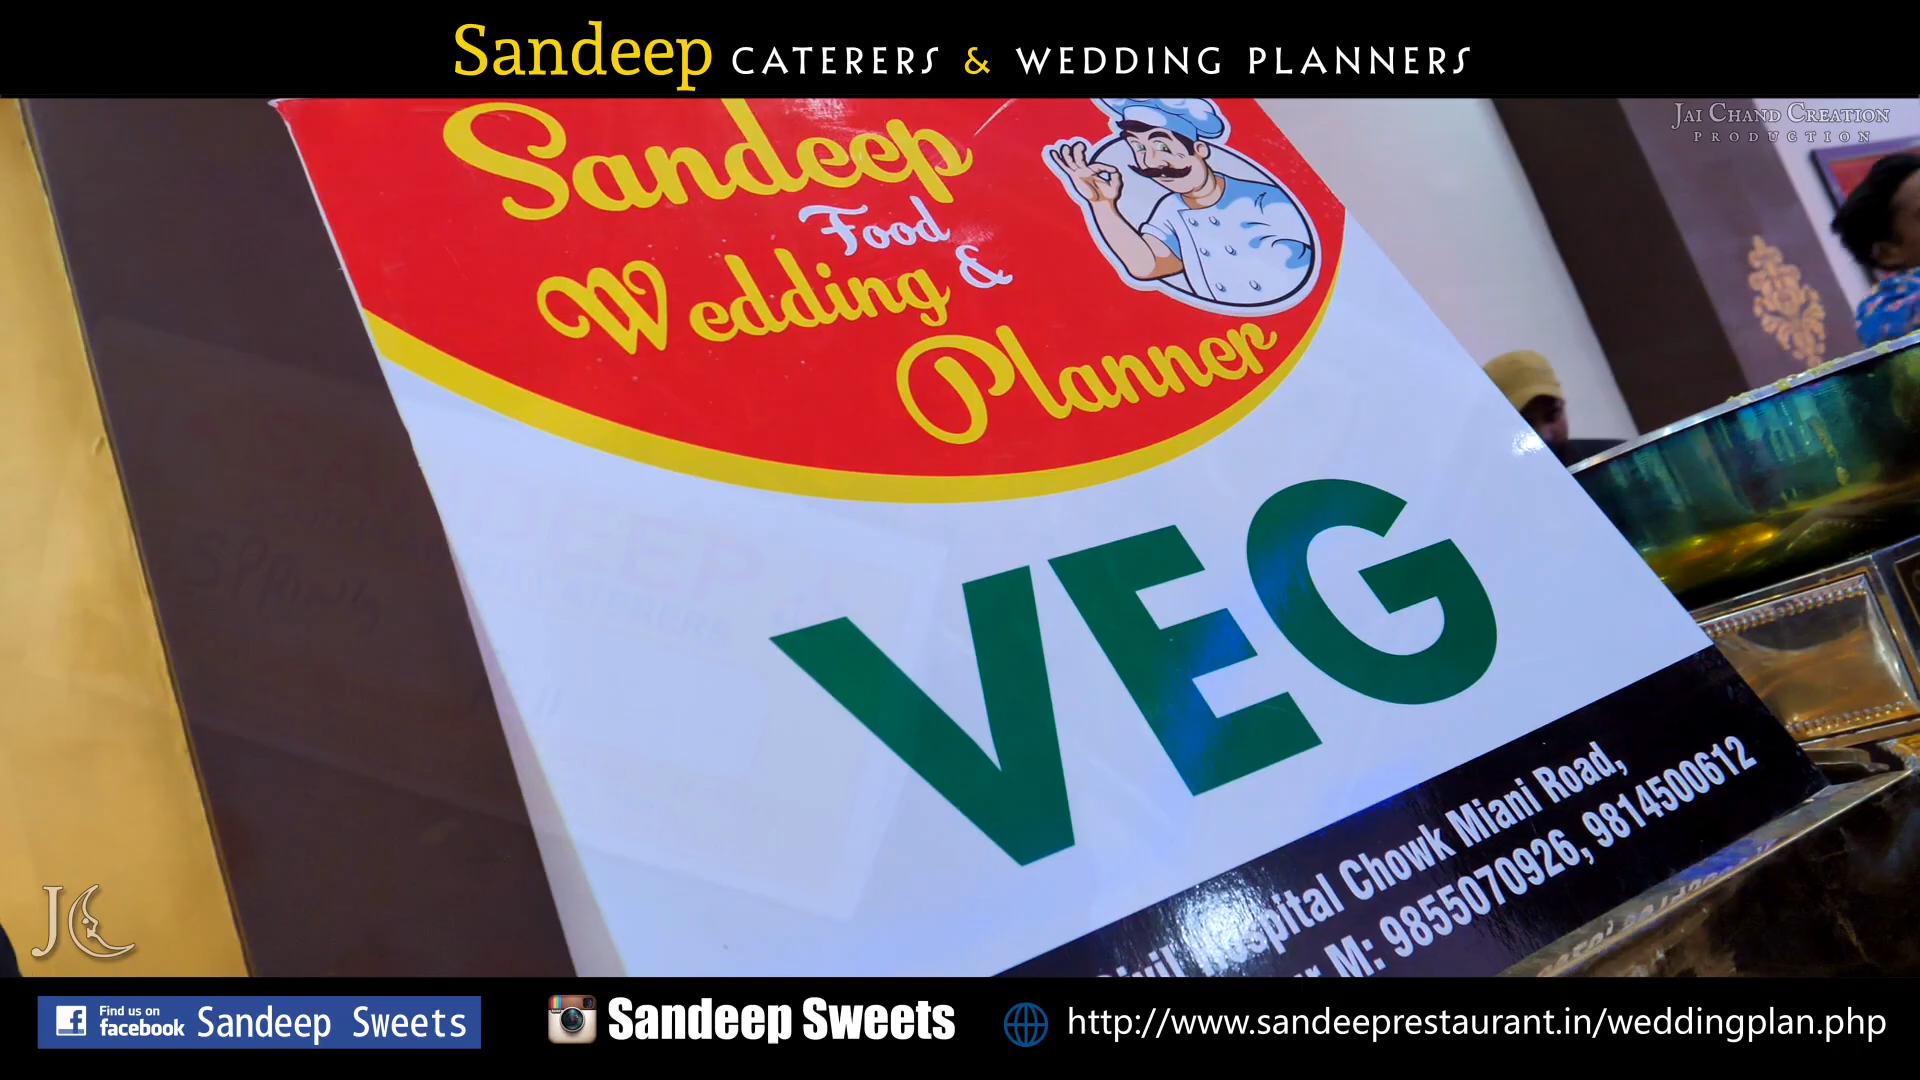 Sandeep CATERERS & WEDDING PLANNERS
JAI CHAND CREATION
PRODUCTION
Sandeep
Food
Wedding &
Planner
VEG
Civil Hospital Chowk Miani Road,
M: 9855070926, 9814500612
JC
Find us on
facebook
Sandeep Sweets
Sandeep Sweets
http://www.sandeeprestaurant.in/weddingplan.php